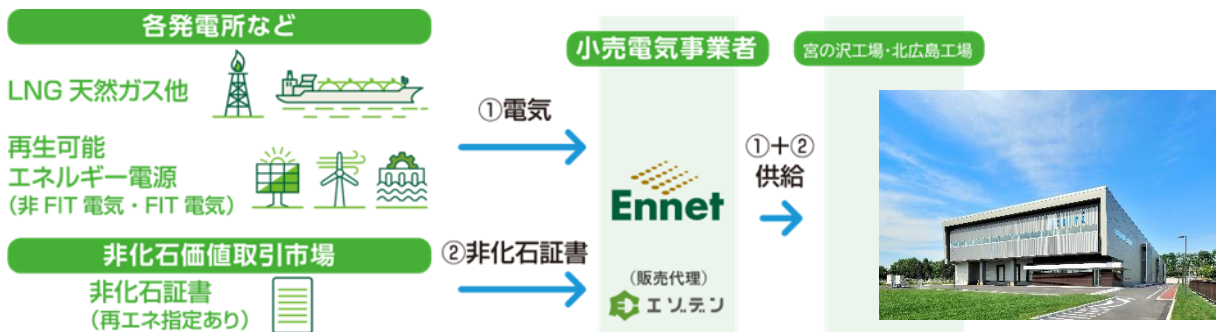 各発電所など
LNG 天然ガス他
再生可能
エネルギー電源
(非 FIT 電気・FIT 電気)
非化石価値取引市場
非化石証書
(再エネ指定あり)
①電気
②非化石証書
小売電気事業者
Ennet
(販売代理)
エゾデン
①+②
供給
宮の沢工場・北広島工場